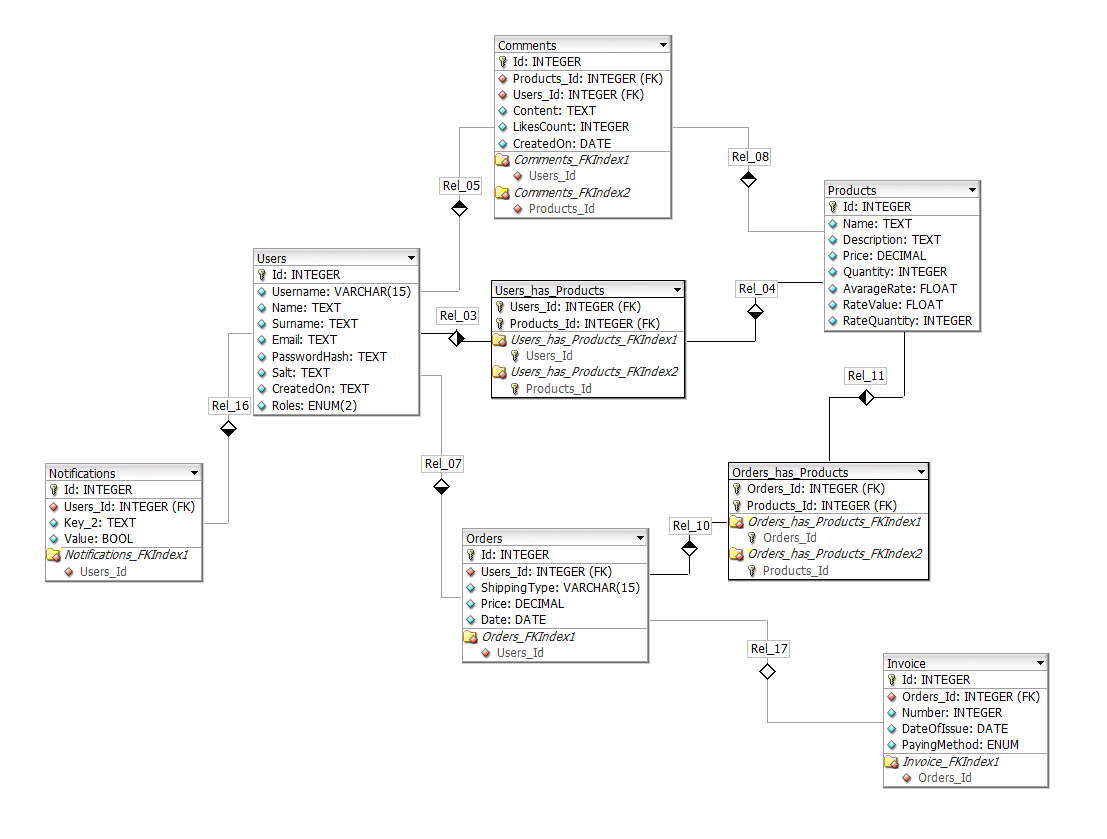 Comments
Id: INTEGER
Products_Id: INTEGER (FK)
Users_Id: INTEGER (FK)
Content: TEXT
LikesCount: INTEGER
CreatedOn: DATE
Comments_FKIndex1
Users_Id
Comments_FKIndex2
Products_Id
Rel_05
Rel_08
Products
Id: INTEGER
Name: TEXT
Description: TEXT
Price: DECIMAL
Quantity: INTEGER
AvarageRate: FLOAT
RateValue: FLOAT
RateQuantity: INTEGER
Users
Id: INTEGER
Username: VARCHAR(15)
Name: TEXT
Surname: TEXT
Email: TEXT
PasswordHash: TEXT
Salt: TEXT
CreatedOn: TEXT
Roles: ENUM(2)
Rel_03
Users_has_Products
Users_Id: INTEGER (FK)
Products_Id: INTEGER (FK)
Users_has_Products_FKIndex1
Users_Id
Users_has_Products_FKIndex2
Products_Id
Rel_04
Rel_11
Rel_16
Notifications
Id: INTEGER
Users_Id: INTEGER (FK)
Key_2: TEXT
Value: BOOL
Notifications_FKIndex1
Users_Id
Rel_07
Orders
Id: INTEGER
Users_Id: INTEGER (FK)
ShippingType: VARCHAR(15)
Price: DECIMAL
Date: DATE
Orders_FKIndex1
Users_Id
Rel_10
Orders_has_Products
Orders_Id: INTEGER (FK)
Products_Id: INTEGER (FK)
Orders_has_Products_FKIndex1
Orders_Id
Orders_has_Products_FKIndex2
Products_Id
Rel_17
Invoice
Id: INTEGER
Orders_Id: INTEGER (FK)
Number: INTEGER
DateOfIssue: DATE
PayingMethod: ENUM
Invoice_FKIndex1
Orders_Id